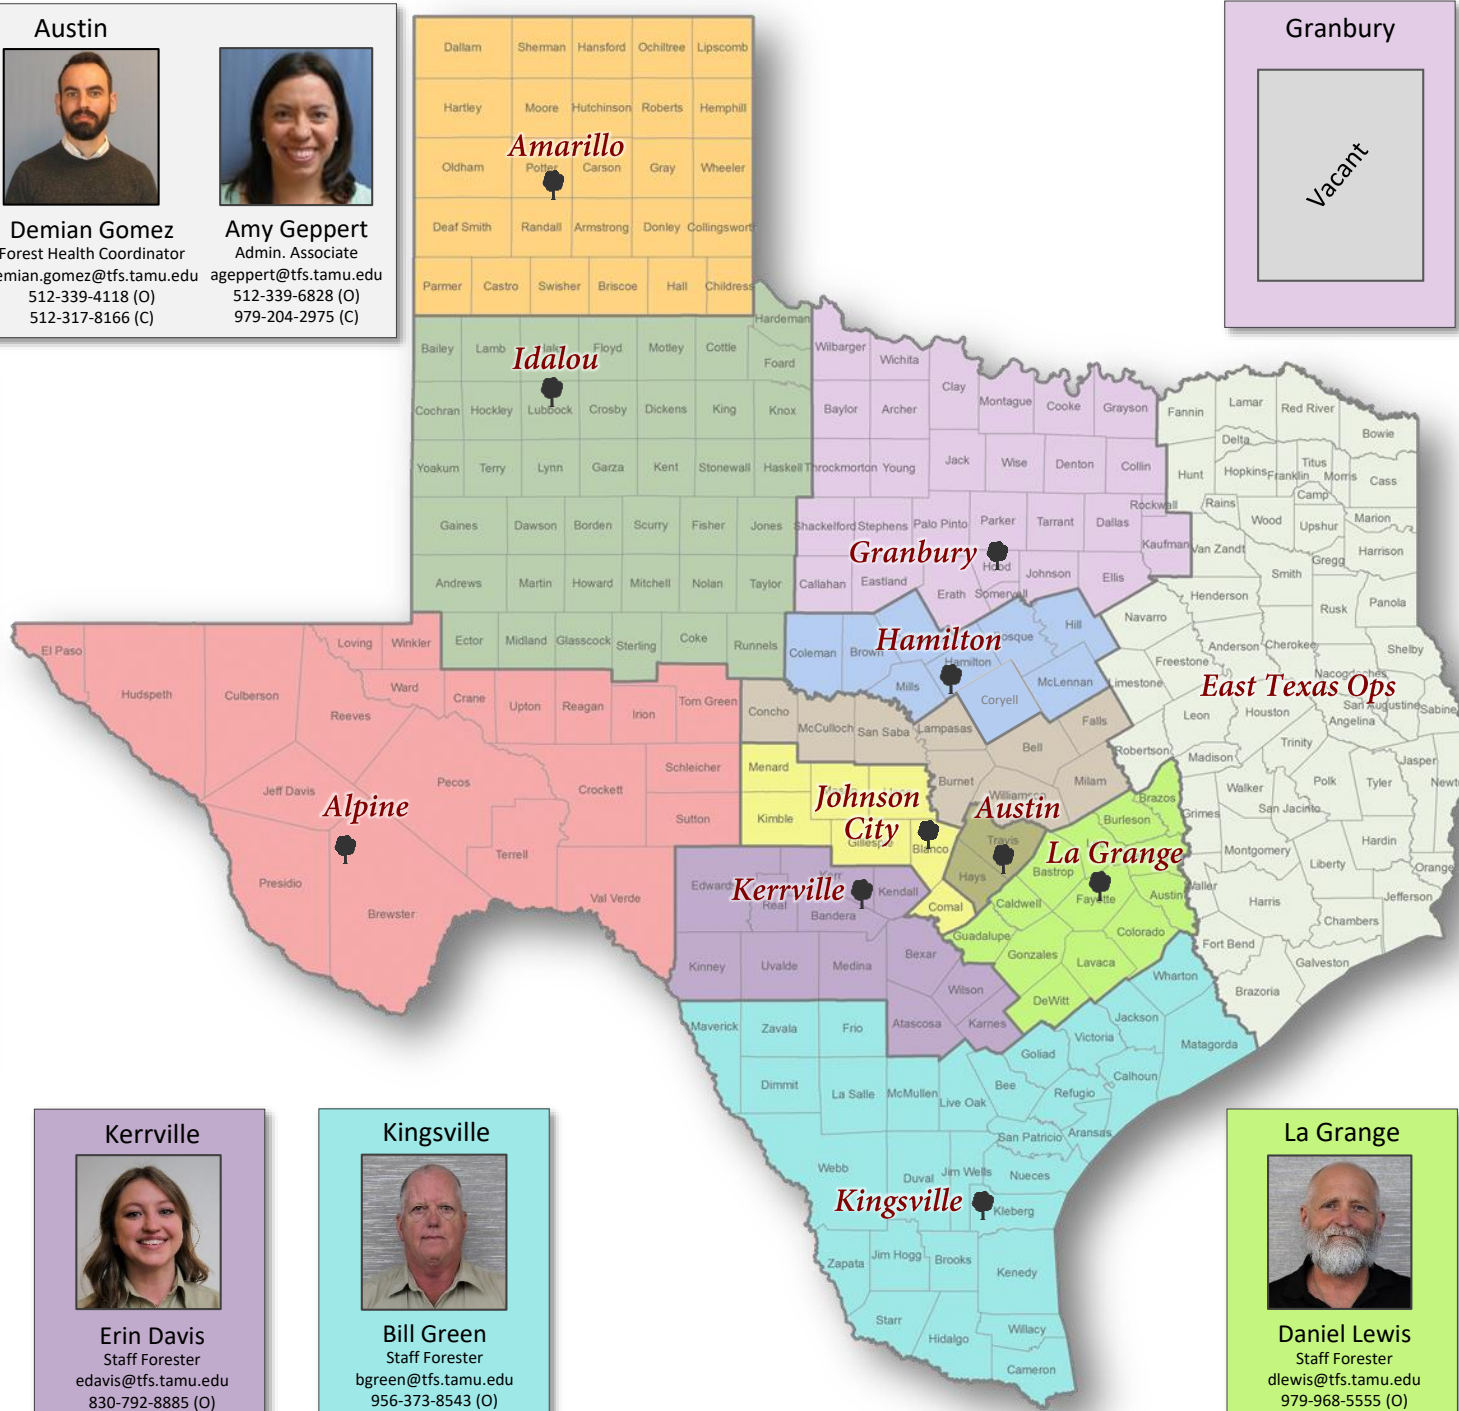 Austin
Demian Gomez
Forest Health Coordinator
emian.gomez@tfs.tamu.edu
512-339-4118 (O)
512-317-8166 (C)
Amy Geppert
Admin. Associate
ageppert@tfs.tamu.edu
512-339-6828 (O)
979-204-2975 (C)
Granbury
Vacant
Dallam Sherman Hansford Ochiltree Lipscomb
Hartley Moore Hutchinson Roberts Hemphill
Amarillo
Oldham Potter Carson Gray Wheeler
Deaf Smith Randall Armstrong Donley Collingsworth
Parmer Castro Swisher Briscoe Hall Childress
Hardeman
Bailey Lamb Floyd Motley Cottle Foard
Idalou
Cochran Hockley Lubbock Crosby Dickens King Knox
Yoakum Terry Lynn Garza Kent Stonewall Haskell
Gaines Dawson Borden Scurry Fisher Jones
Andrews Martin Howard Mitchell Nolan Taylor
Ector Midland Glasscock Sterling Coke Runnels
Wilbarger Wichita Clay Montague Cooke Grayson
Baylor Archer
Throckmorton Young Jack Wise Denton Collin
Rockwall
Shackelford Stephens Palo Pinto Parker Tarrant Dallas
Kaufman
Granbury
Callahan Eastland Hood Johnson Ellis
Erath Somervell
Fannin Lamar Red River Bowie
Delta
Hunt Hopkins Franklin Titus Morris Cass
Camp
Rains Wood Upshur Marion
Van Zandt Smith Gregg Harrison
Henderson Rusk Panola
Navarro
Anderson Cherokee Shelby
Freestone Nacogdoches
Limestone East Texas Ops
Leon Houston San Augustine Sabine
Angelina
Robertson Madison Trinity Jasper
Walker Polk Tyler Newt
Grimes San Jacinto
Montgomery Liberty Hardin
Orange
Waller Harris Jefferson
Chambers
Fort Bend Galveston
Brazoria
Hamilton
Coleman Brown Bosque Hill
Hamilton
Mills Coryell McLennan
El Paso Loving Winkler
Hudspeth Culberson Ward
Reeves Crane Upton Reagan Irion Tom Green
Pecos Schleicher
Jeff Davis Crockett
Alpine
Sutton
Terrell
Presidio Brewster Val Verde
Concho McCulloch San Saba Lampasas Falls
Bell
Burnet Milam
Williamson
Menard
Johnson
City
Kimble
Gillespie Blanco
Comal
Austin
Travis
Hays
Brazos
Burleson
La Grange
Bastrop
Caldwell Fayette Austin
Guadalupe Colorado
Gonzales Lavaca
DeWitt
Edwards Kerr Kendall
Kerrville
Real Bandera
Kinney Uvalde Medina Bexar
Wilson
Atascosa Karnes
Maverick Zavala Frio
Wharton
Jackson
Goliad Victoria Matagorda
Dimmit La Salle McMullen Live Oak Bee Refugio Calhoun
San Patricio Aransas
Webb Duval Jim Wells Nueces
Kingsville
Kleberg
Zapata Jim Hogg Brooks Kenedy
Starr Hidalgo Willacy
Cameron
Kerrville
Erin Davis
Staff Forester
edavis@tfs.tamu.edu
830-792-8885 (O)
Kingsville
Bill Green
Staff Forester
bgreen@tfs.tamu.edu
956-373-8543 (O)
La Grange
Daniel Lewis
Staff Forester
dlewis@tfs.tamu.edu
979-968-5555 (O)